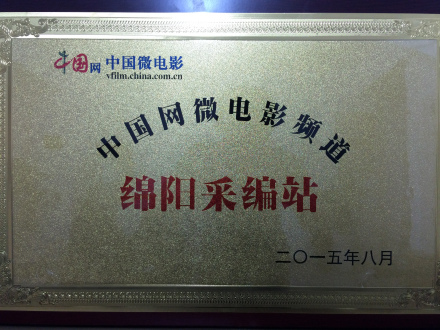 中国网 中国微电影
vfilm.china.com.cn
中国网微电影频道
绵阳采编站
二〇一五年八月